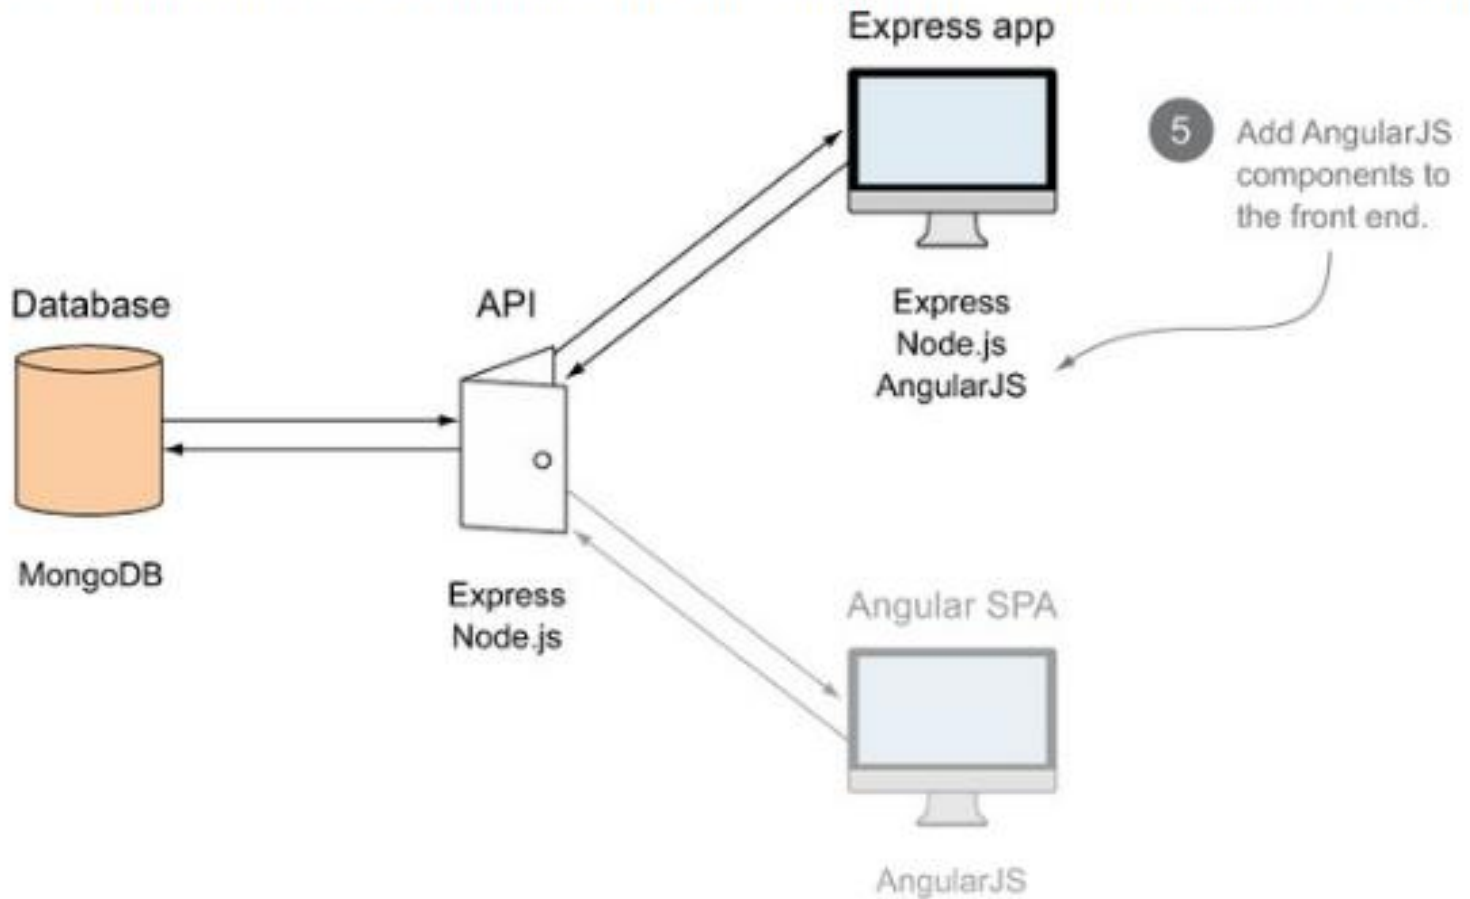 Express app
5
Add AngularJS
components to
the front end.
Database
API
Express
Node.js
AngularJS
MongoDB
Express
Node.js
Angular SPA
AngularJS